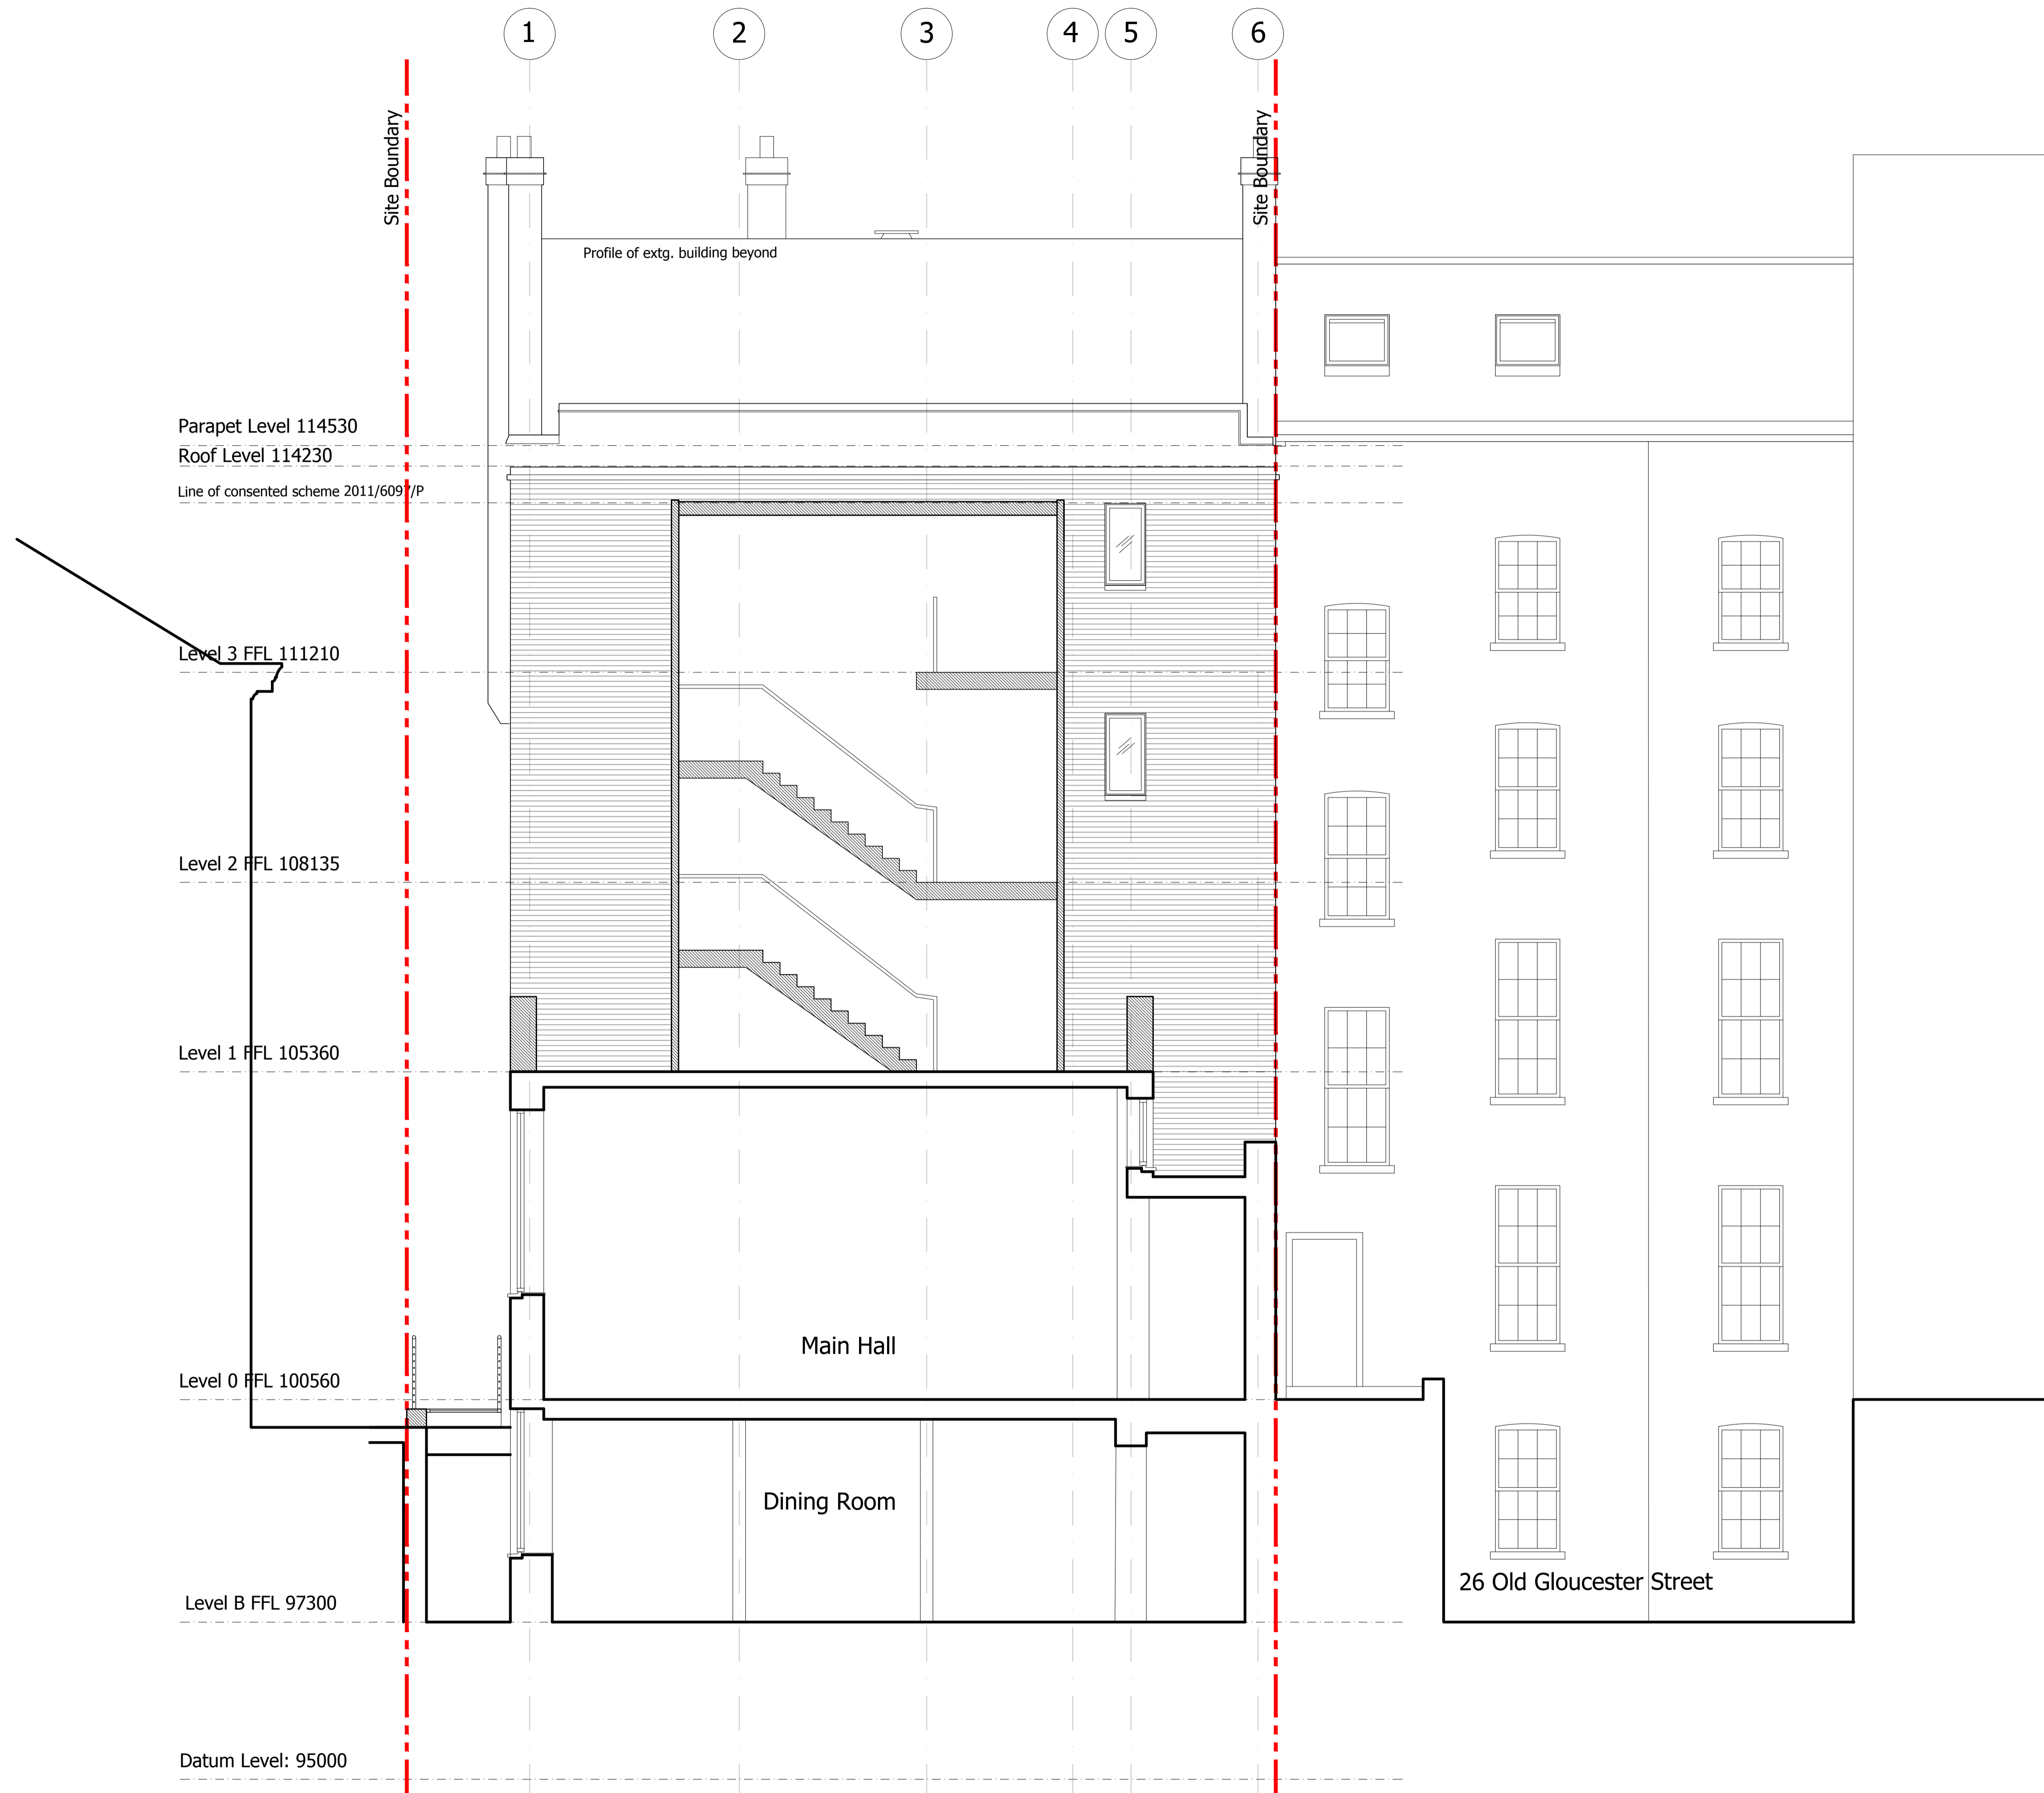 1 2 3 4 5 6
Site Boundary
Site Boundary
Profile of extg. building beyond
Parapet Level 114530
Roof Level 114230
Line of consented scheme 2011/6097/P
Level 3 FFL 111210
Level 2 FFL 108135
Level 1 FFL 105360
Main Hall
Level 0 FFL 100560
Dining Room
26 Old Gloucester Street
Level B FFL 97300
Datum Level: 95000